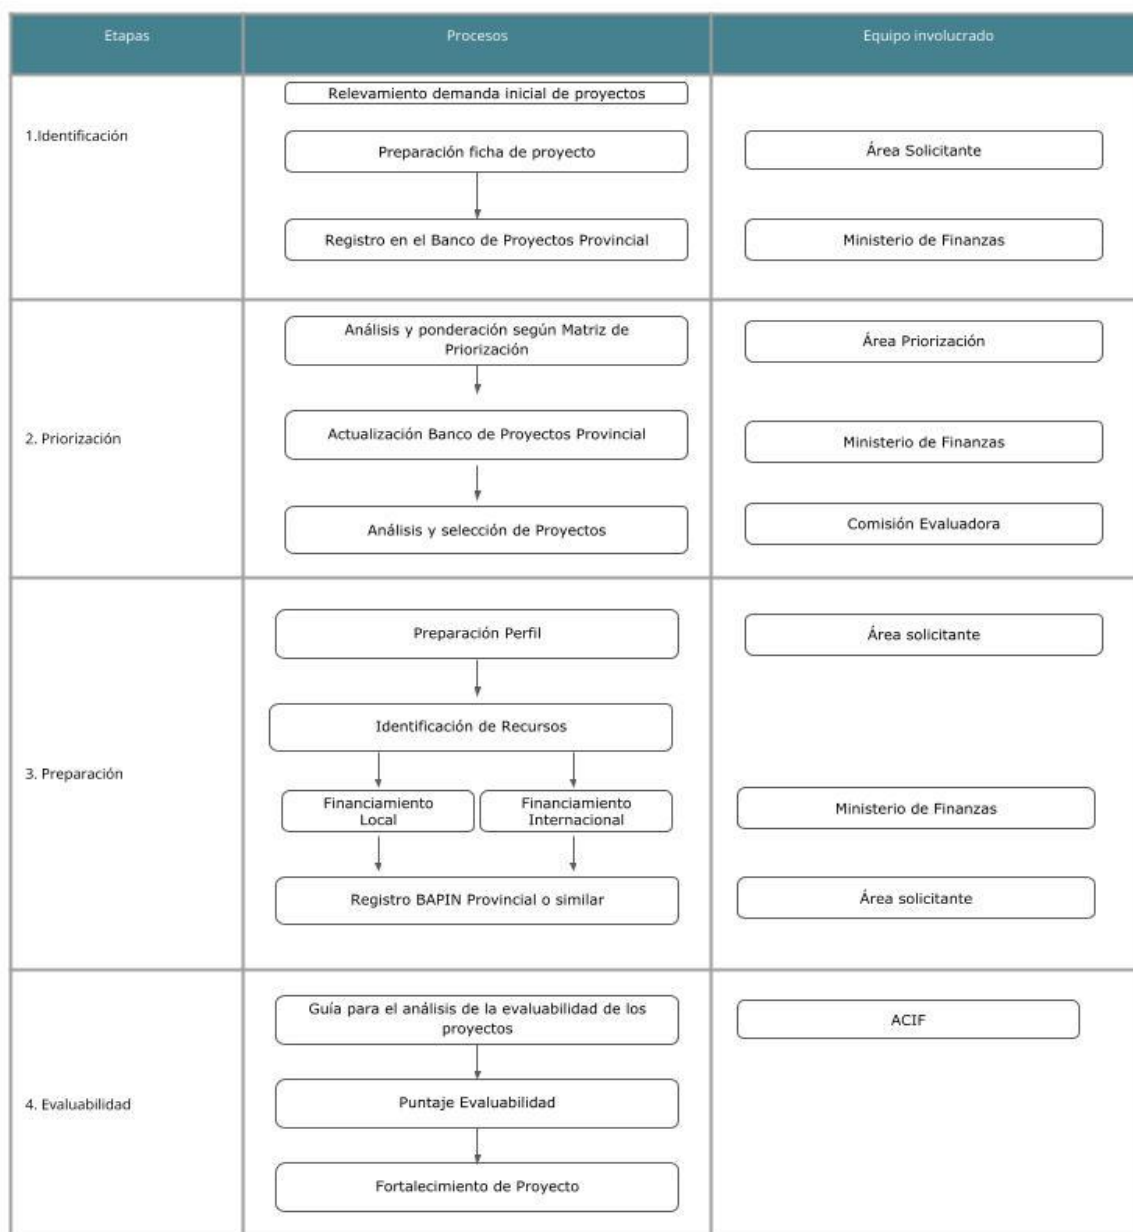 Etapas
Procesos
Equipo involucrado
1.Identificación
Relevamiento demanda inicial de proyectos
Preparación ficha de proyecto
Área Solicitante
Registro en el Banco de Proyectos Provincial
Ministerio de Finanzas
2. Priorización
Análisis y ponderación según Matriz de
Priorización
Área Priorización
Actualización Banco de Proyectos Provincial
Ministerio de Finanzas
Análisis y selección de Proyectos
Comisión Evaluadora
3. Preparación
Preparación Perfil
Área solicitante
Identificación de Recursos
Financiamiento
Local
Financiamiento
Internacional
Ministerio de Finanzas
Registro BAPIN Provincial o similar
Área solicitante
4. Evaluabilidad
Guía para el análisis de la evaluabilidad de los
proyectos
ACIF
Puntaje Evaluabilidad
Fortalecimiento de Proyecto